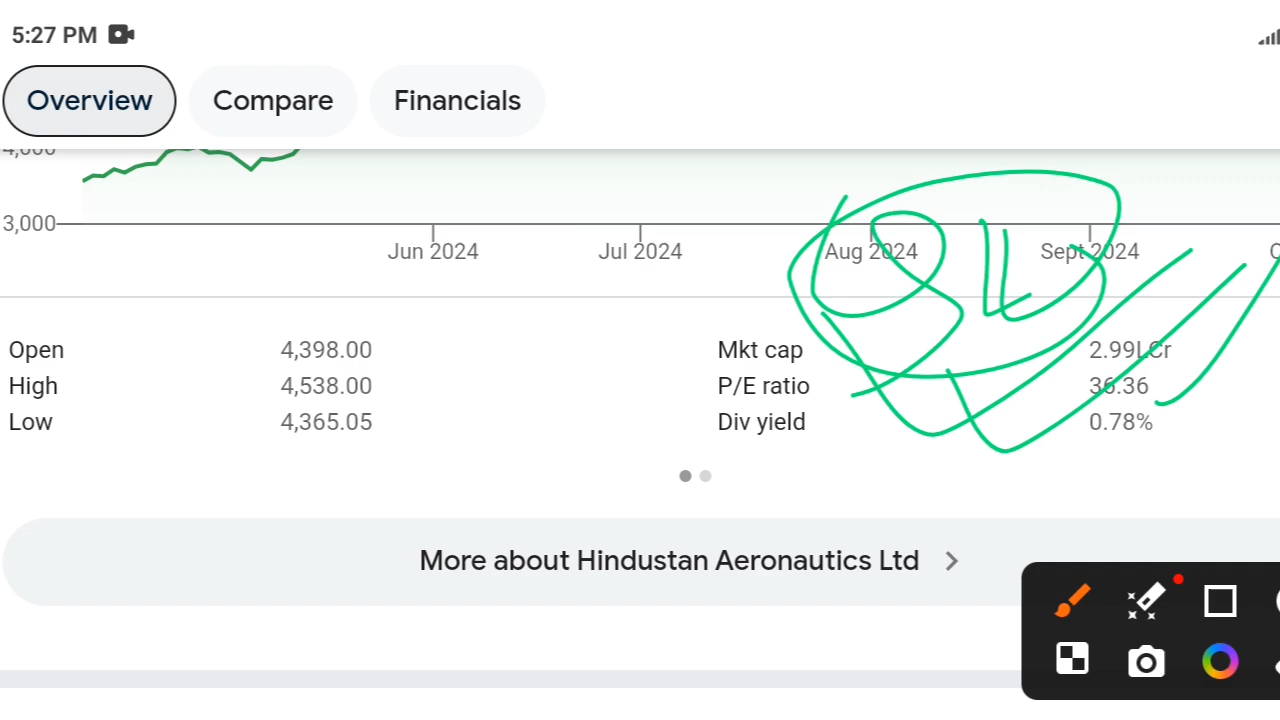 5:27 PM
Overview Compare Financials
4,000
3,000
Jun 2024 Jul 2024 Aug 2024 Sept 2024
Open 4,398.00 Mkt cap 2.99LCr
High 4,538.00 P/E ratio 36.36
Low 4,365.05 Div yield 0.78%
More about Hindustan Aeronautics Ltd